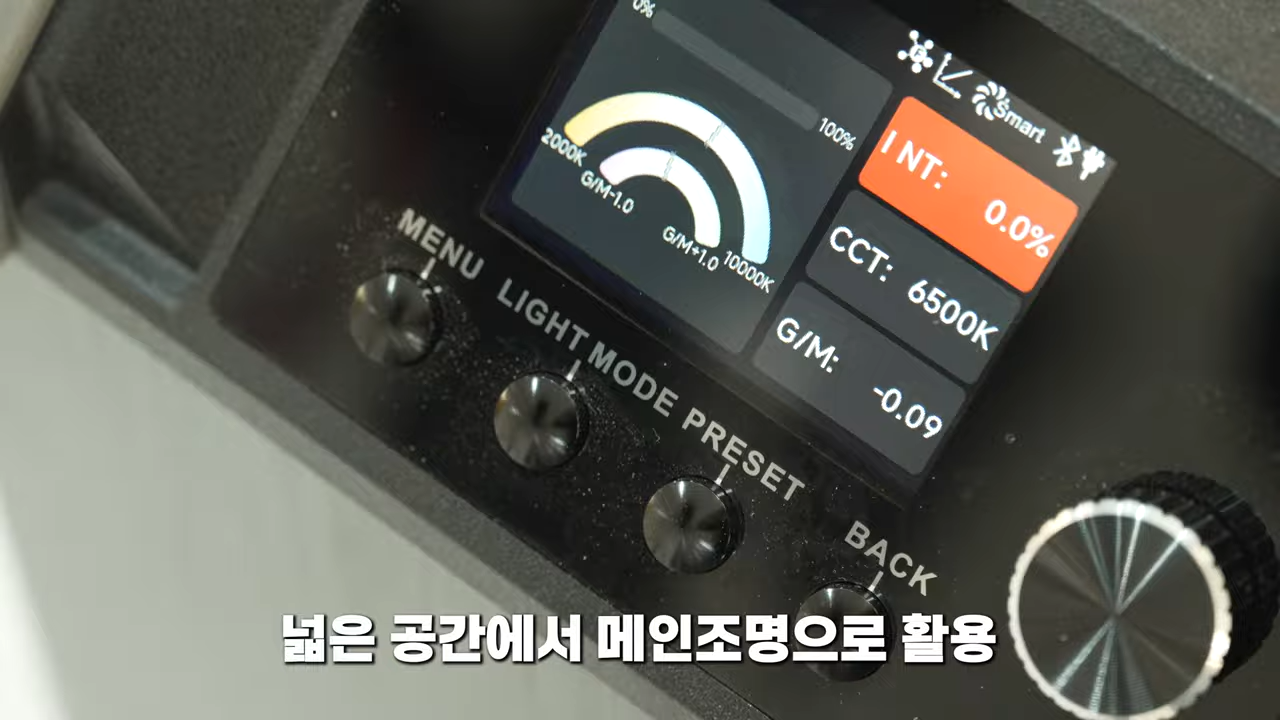 0%
100%
2000K
10000K
G/M-1.0
G/M+1.0
Smart
INT: 0.0%
CCT: 6500K
G/M: -0.09
MENU
LIGHT MODE
PRESET
BACK
넓은 공간에서 메인조명으로 활용